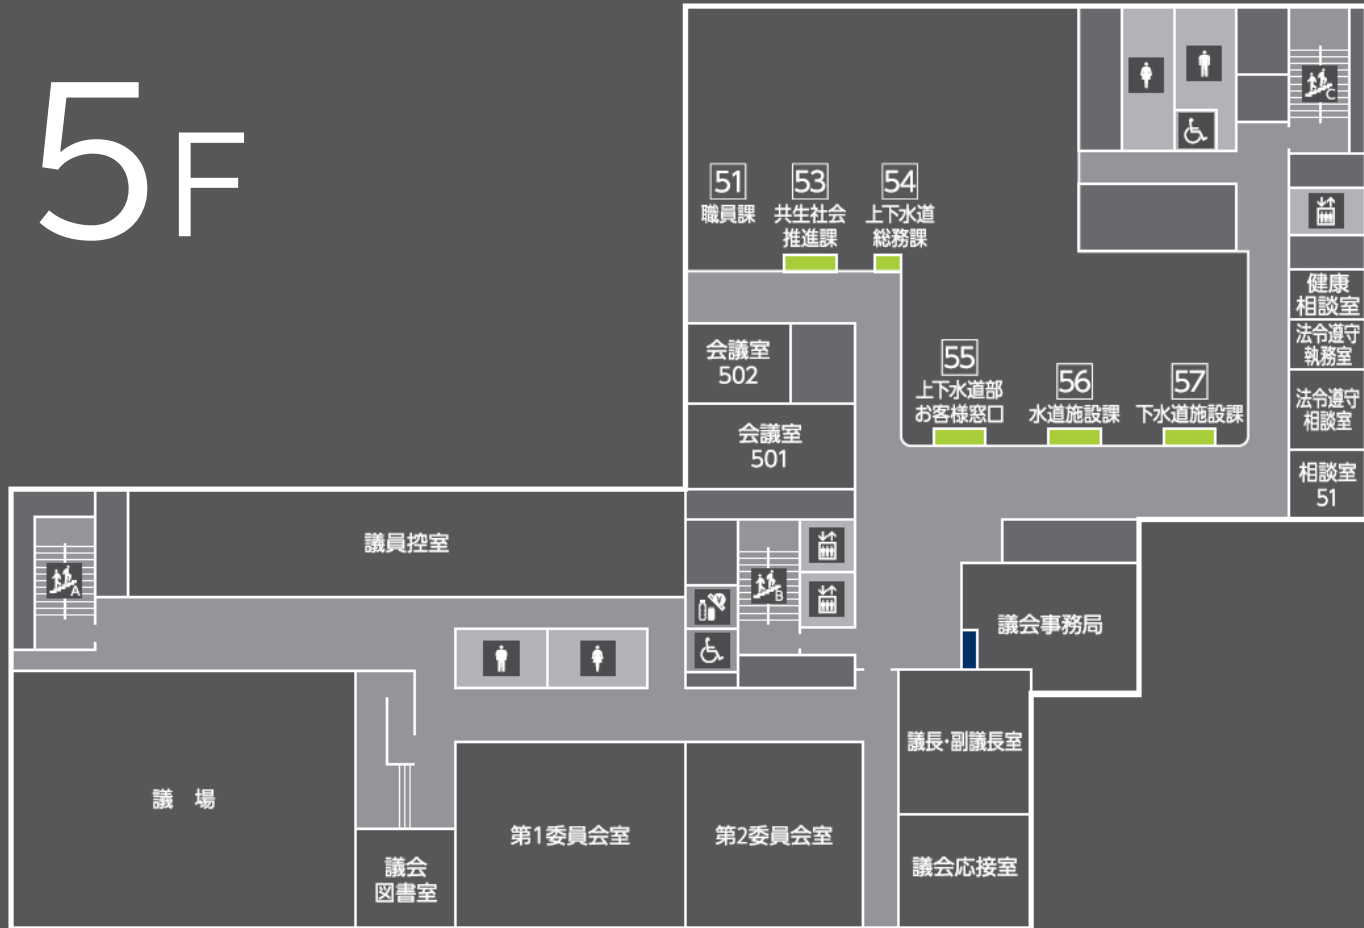 5F
C
51
職員課
53
共生社会
推進課
54
上下水道
総務課
健康
相談室
法令遵守
執務室
法令遵守
相談室
相談室
51
会議室
502
55
上下水道部
お客様窓口
56
水道施設課
57
下水道施設課
会議室
501
議員控室
A
B
議会事務局
議長・副議長室
議 場
第1委員会室
第2委員会室
議会
図書室
議会応接室